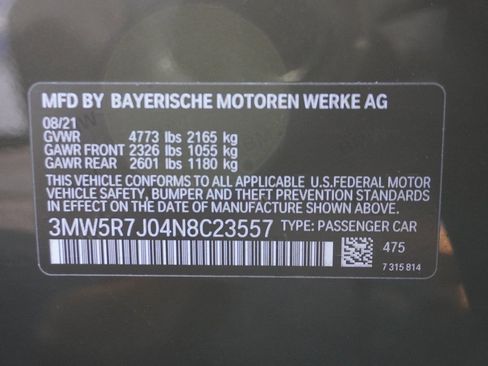 MFD BY BAYERISCHE MOTOREN WERKE AG
08/21
GVWR 4773 lbs 2165 kg
GAWR FRONT 2326 lbs 1055 kg
GAWR REAR 2601 lbs 1180 kg
THIS VEHICLE CONFORMS TO ALL APPLICABLE U.S.FEDERAL MOTOR
VEHICLE SAFETY, BUMPER AND THEFT PREVENTION STANDARDS
IN EFFECT ON THE DATE OF MANUFACTURE SHOWN ABOVE
3MW5R7J04N8C23557 TYPE: PASSENGER CAR
475
7 315 814